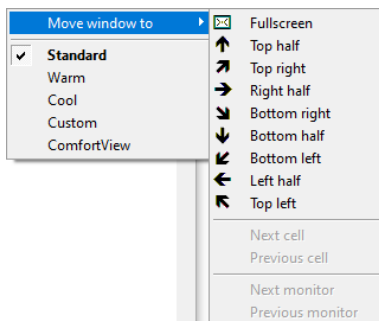 Move window to
Standard
Warm
Cool
Custom
ComfortView
Fullscreen
Top half
Top right
Right half
Bottom right
Bottom half
Bottom left
Left half
Top left
Next cell
Previous cell
Next monitor
Previous monitor